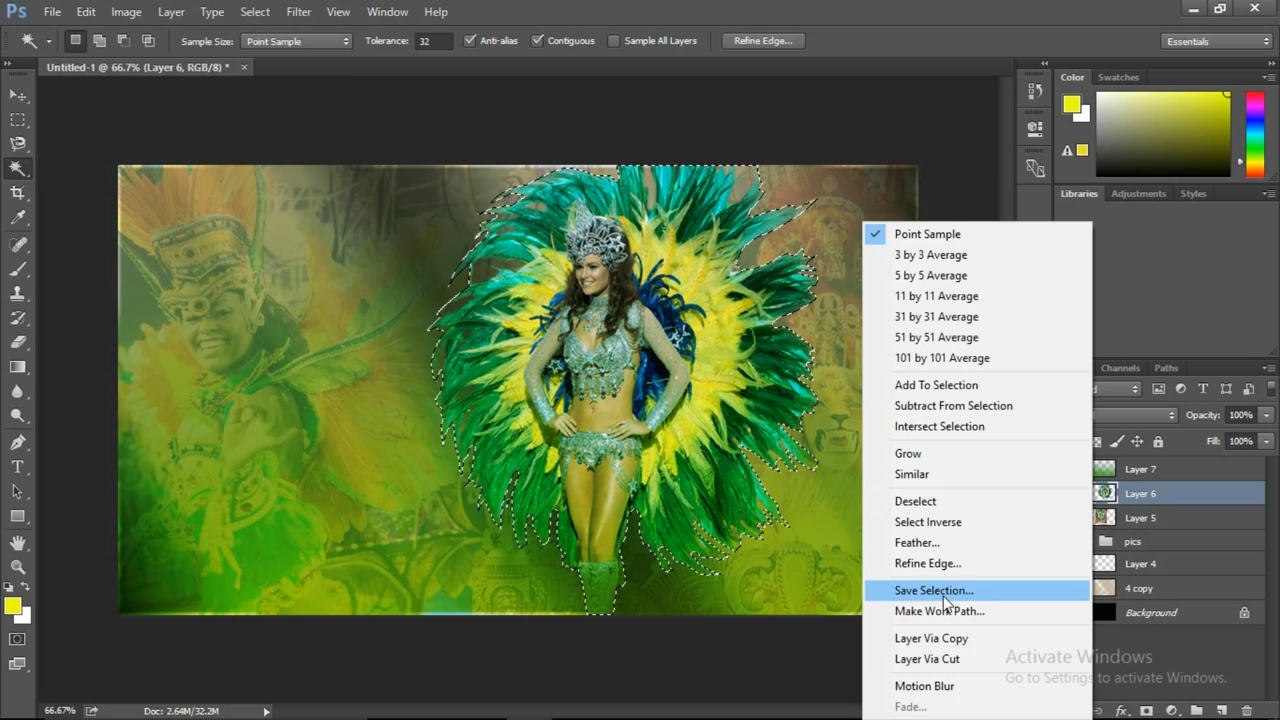 Ps File Edit Image Layer Type Select Filter View Window Help
Sample Size: Point Sample Tolerance: 32 Anti-alias Contiguous Sample All Layers Refine Edge... Essentials
Untitled-1 @ 66.7% (Layer 6, RGB/8) * ×
Color Swatches
Libraries Adjustments Styles
Point Sample
3 by 3 Average
5 by 5 Average
11 by 11 Average
31 by 31 Average
51 by 51 Average
101 by 101 Average
Add To Selection
Subtract From Selection
Intersect Selection
Grow
Similar
Deselect
Select Inverse
Feather...
Refine Edge...
Save Selection...
Make Work Path...
Layer Via Copy
Layer Via Cut
Motion Blur
Fade...
Channels Paths
Opacity: 100%
Fill: 100%
Layer 7
Layer 6
Layer 5
pics
Layer 4
4 copy
Background
Activate Windows
Go to Settings to activate Windows.
66.67% Doc: 2.64M/32.2M